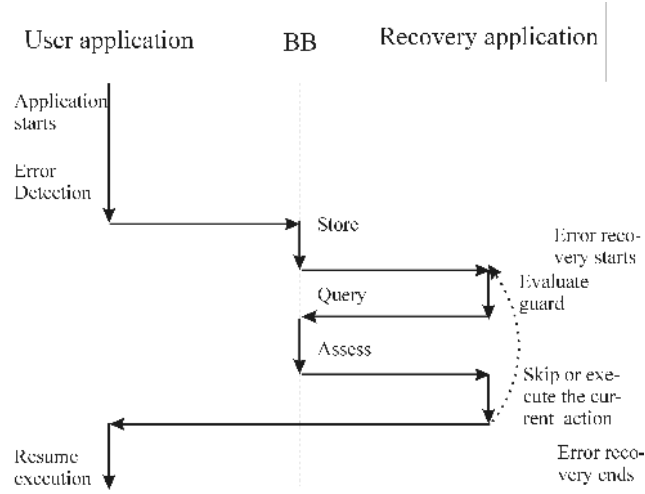 User application
BB
Recovery application
Application
starts
Error
Detection
Store
Error reco-
very starts
Evaluate
guard
Query
Assess
Skip or exe-
cute the cur-
rent action
Resume
execution
Error reco-
very ends